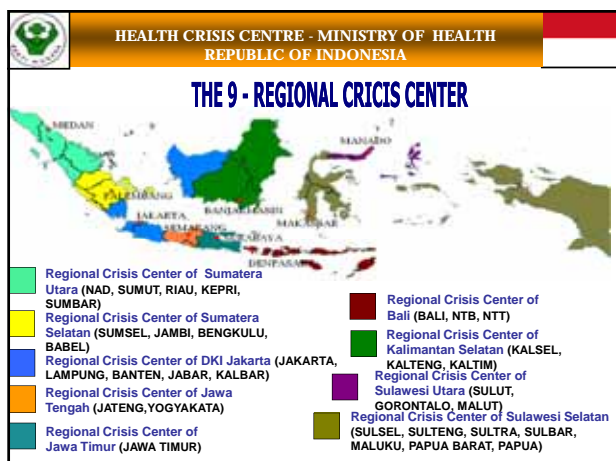 HEALTH CRISIS CENTRE - MINISTRY OF HEALTH
REPUBLIC OF INDONESIA
THE 9 - REGIONAL CRICIS CENTER
MEDAN
MANADO
PALEMBANG
JAKARTA
BANJARMASIN
MAKASSAR
SEMARANG
SURABAYA
DENPASAR
Regional Crisis Center of Sumatera
Utara (NAD, SUMUT, RIAU, KEPRI,
SUMBAR)
Regional Crisis Center of Sumatera
Selatan (SUMSEL, JAMBI, BENGKULU,
BABEL)
Regional Crisis Center of DKI Jakarta (JAKARTA,
LAMPUNG, BANTEN, JABAR, KALBAR)
Regional Crisis Center of Jawa
Tengah (JATENG,YOGYAKATA)
Regional Crisis Center of
Jawa Timur (JAWA TIMUR)
Regional Crisis Center of
Bali (BALI, NTB, NTT)
Regional Crisis Center of
Kalimantan Selatan (KALSEL,
KALTENG, KALTIM)
Regional Crisis Center of
Sulawesi Utara (SULUT,
GORONTALO, MALUT)
Regional Crisis Center of Sulawesi Selatan
(SULSEL, SULTENG, SULTRA, SULBAR,
MALUKU, PAPUA BARAT, PAPUA)